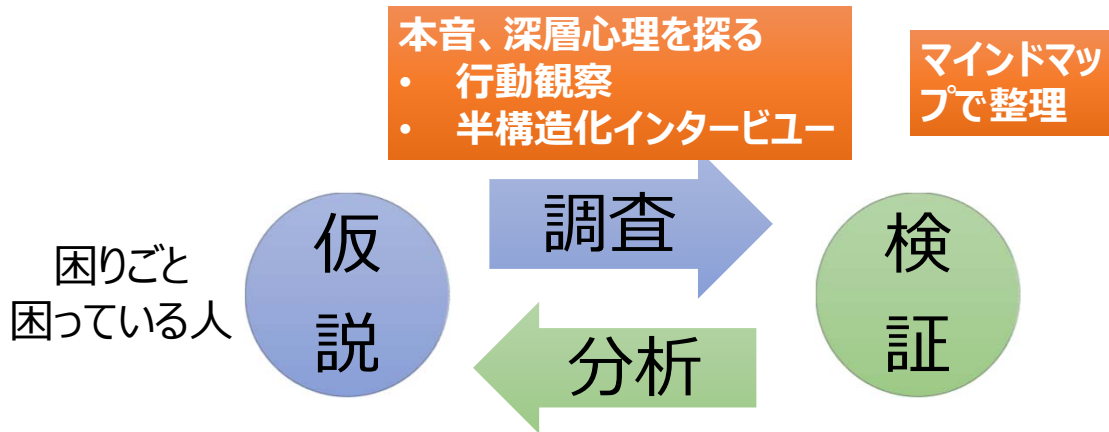 本音、深層心理を探る
• 行動観察
• 半構造化インタービユー
マインドマッ
プで整理
調査
仮
説
検
証
困りごと
困っている人
分析